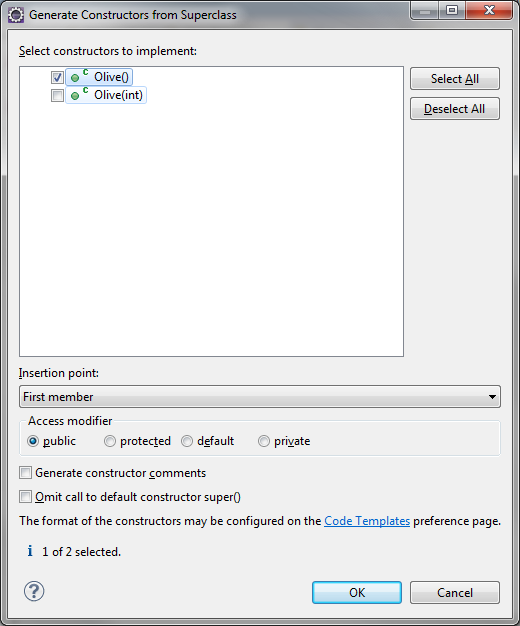 Generate Constructors from Superclass
Select constructors to implement:
C Olive()
C Olive(int)
Select All
Deselect All
Insertion point:
First member
Access modifier
public protected default private
Generate constructor comments
Omit call to default constructor super()
The format of the constructors may be configured on the Code Templates preference page.
i 1 of 2 selected.
? OK Cancel